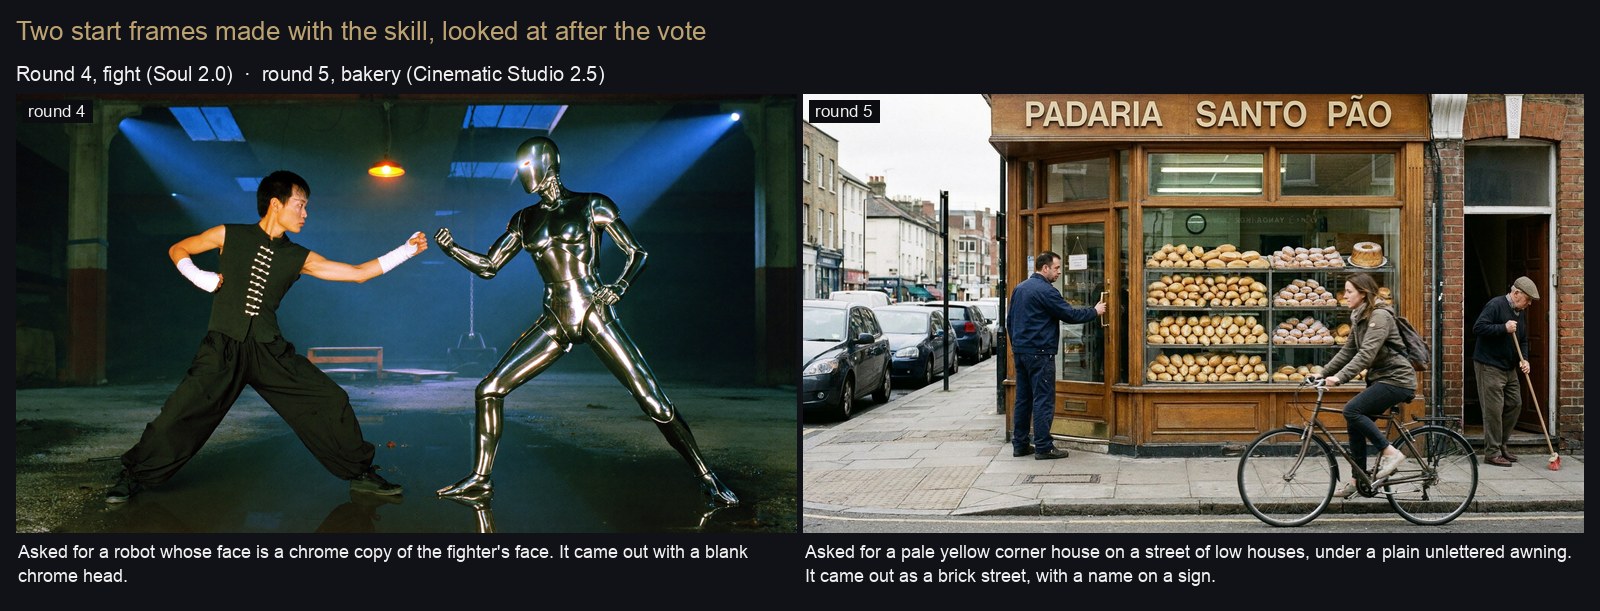 Two start frames made with the skill, looked at after the vote
Round 4, fight (Soul 2.0)  ·  round 5, bakery (Cinematic Studio 2.5)
round 4
round 5
PADARIA SANTO PÃO
Asked for a robot whose face is a chrome copy of the fighter's face. It came out with a blank
chrome head.
Asked for a pale yellow corner house on a street of low houses, under a plain unlettered awning.
It came out as a brick street, with a name on a sign.